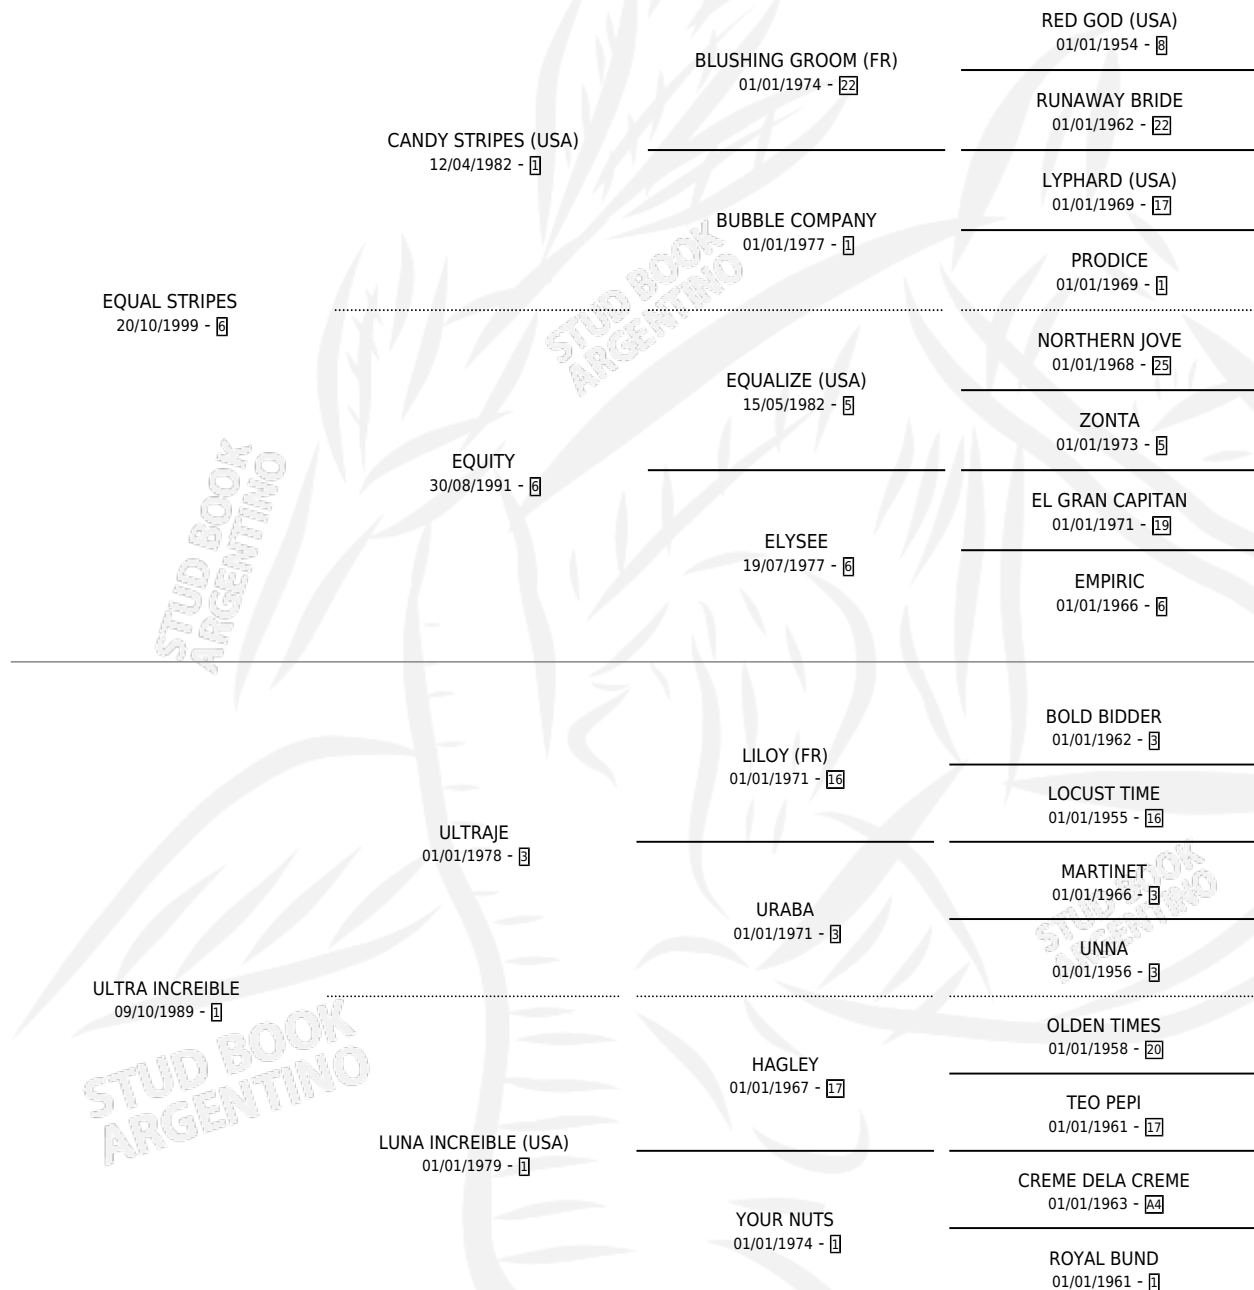 RED GOD (USA)
01/01/1954 - 8
BLUSHING GROOM (FR)
01/01/1974 - 22
RUNAWAY BRIDE
01/01/1962 - 22
CANDY STRIPES (USA)
12/04/1982 - 1
LYPHARD (USA)
01/01/1969 - 17
BUBBLE COMPANY
01/01/1977 - 1
PRODICE
01/01/1969 - 1
EQUAL STRIPES
20/10/1999 - 6
NORTHERN JOVE
01/01/1968 - 25
EQUALIZE (USA)
15/05/1982 - 5
ZONTA
01/01/1973 - 5
EQUITY
30/08/1991 - 6
EL GRAN CAPITAN
01/01/1971 - 19
ELYSEE
19/07/1977 - 6
EMPIRIC
01/01/1966 - 6
STUD BOOK
ARGENTINO
STUD BOOK
ARGENTINO
BOLD BIDDER
01/01/1962 - 3
LILOY (FR)
01/01/1971 - 16
LOCUST TIME
01/01/1955 - 16
ULTRAJE
01/01/1978 - 3
MARTINET
01/01/1966 - 3
URABA
01/01/1971 - 3
UNNA
01/01/1956 - 3
STUD BOOK
ARGENTINO
ULTRA INCREIBLE
09/10/1989 - 1
OLDEN TIMES
01/01/1958 - 20
HAGLEY
01/01/1967 - 17
TEO PEPI
01/01/1961 - 17
STUD BOOK
ARGENTINO
LUNA INCREIBLE (USA)
01/01/1979 - 1
CREME DELA CREME
01/01/1963 - A4
YOUR NUTS
01/01/1974 - 1
ROYAL BUND
01/01/1961 - 1